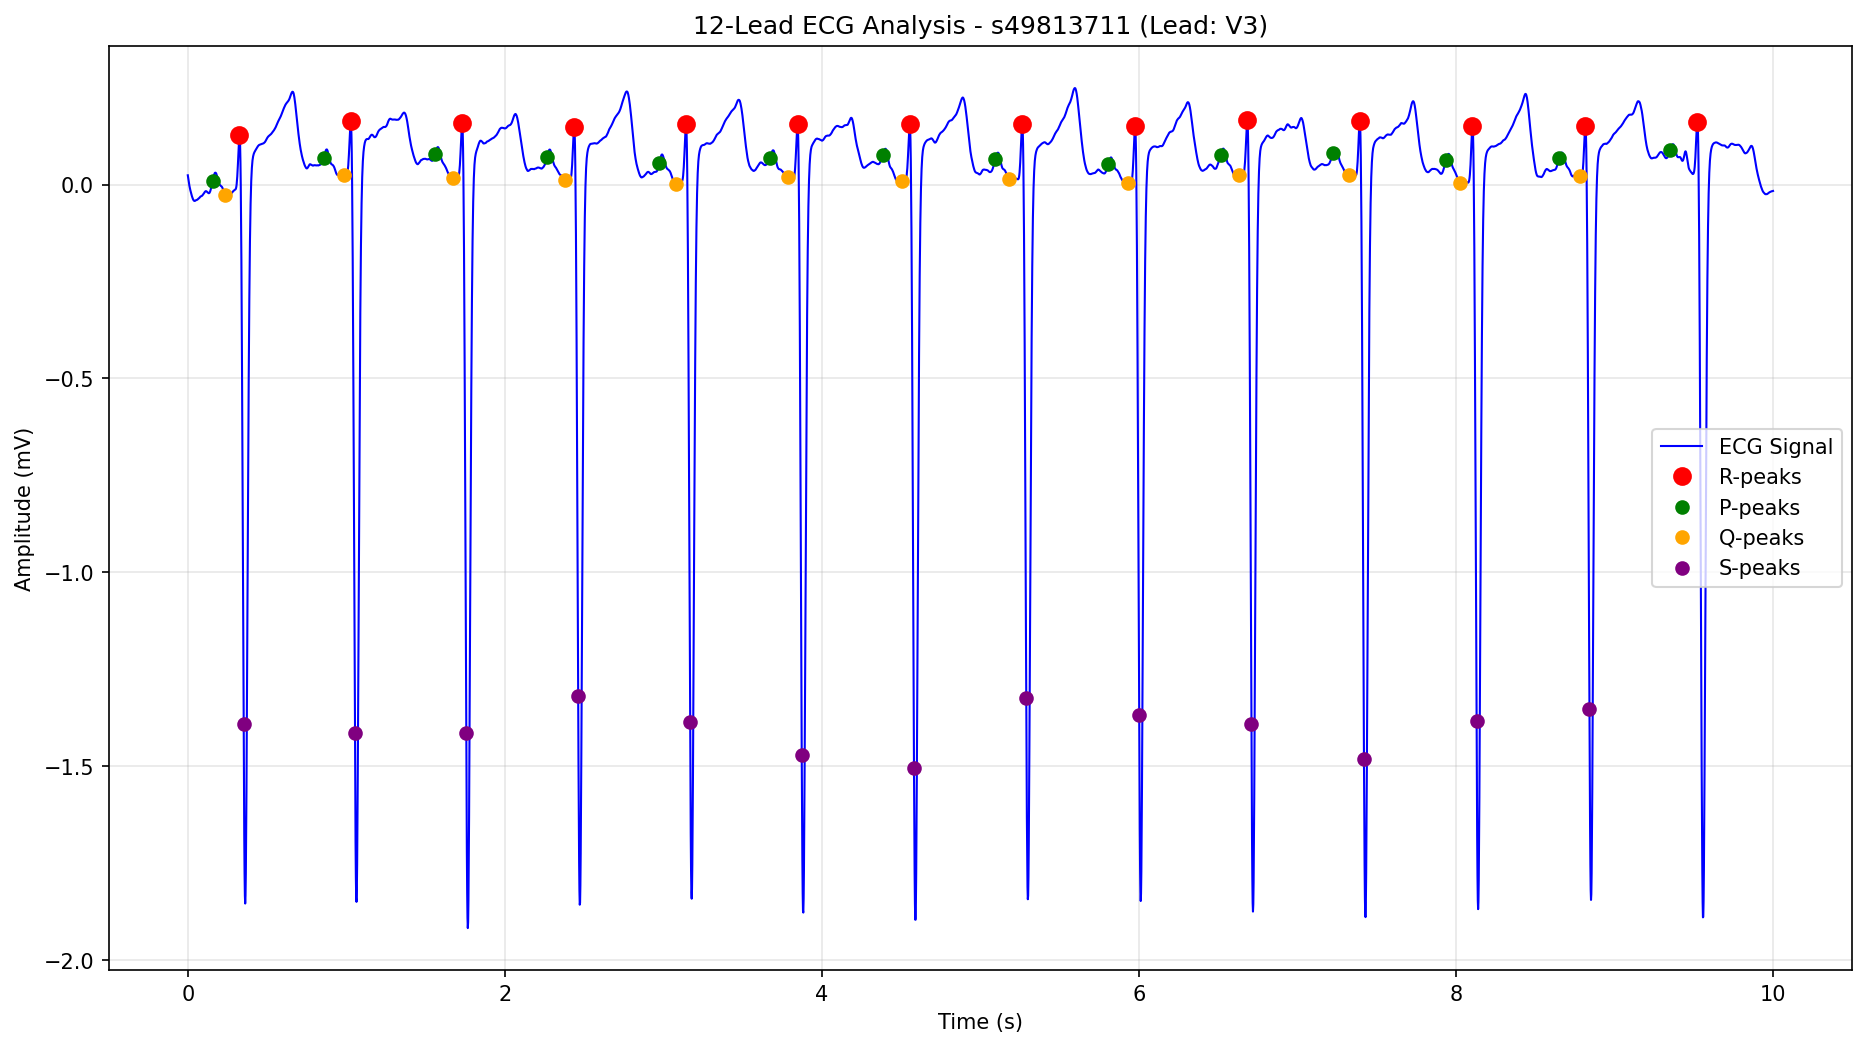 12-Lead ECG Analysis - s49813711 (Lead: V3)
0.0
−0.5
−1.0
−1.5
−2.0
Amplitude (mV)
ECG Signal
R-peaks
P-peaks
Q-peaks
S-peaks
0 2 4 6 8 10
Time (s)